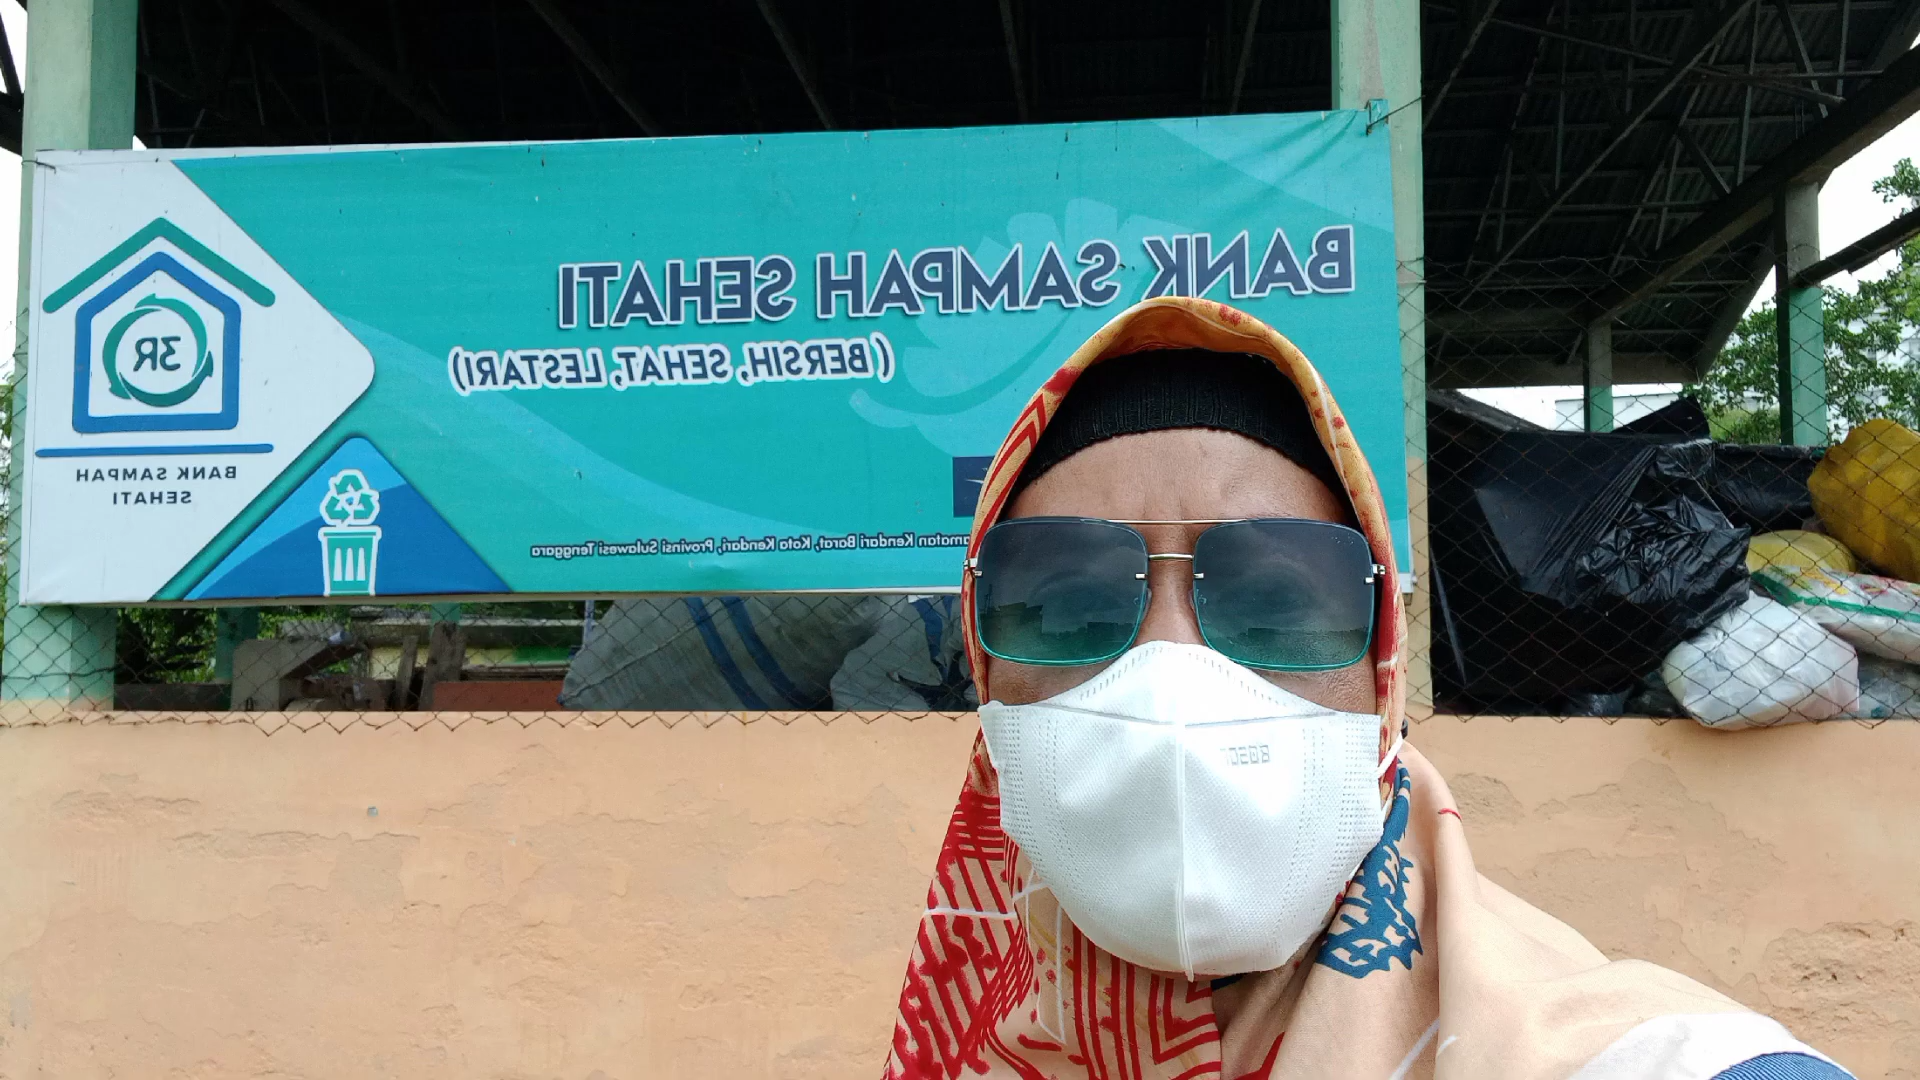 BANK SAMPAH SEHATI
( BERSIH, SEHAT, LESTARI)
3R
BANK SAMPAH
SEHATI
Kendari Barat, Kota Kendari, Provinsi Sulawesi Tenggara